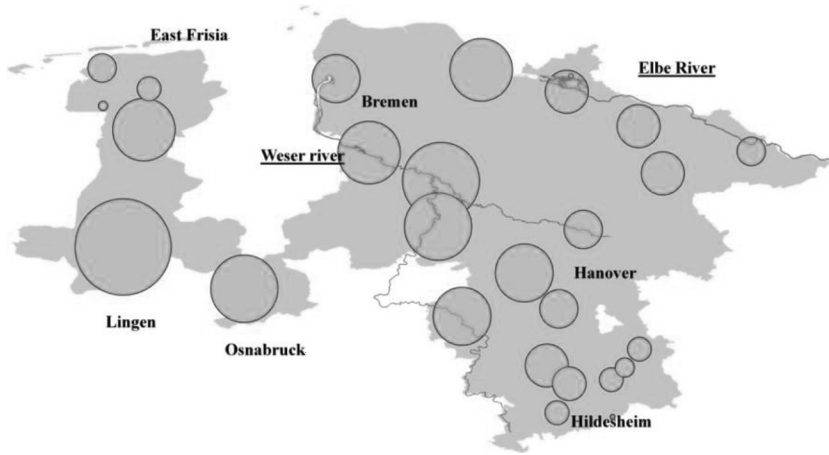 East Frisia
Elbe River
Bremen
Weser river
Hanover
Lingen
Osnabruck
Hildesheim